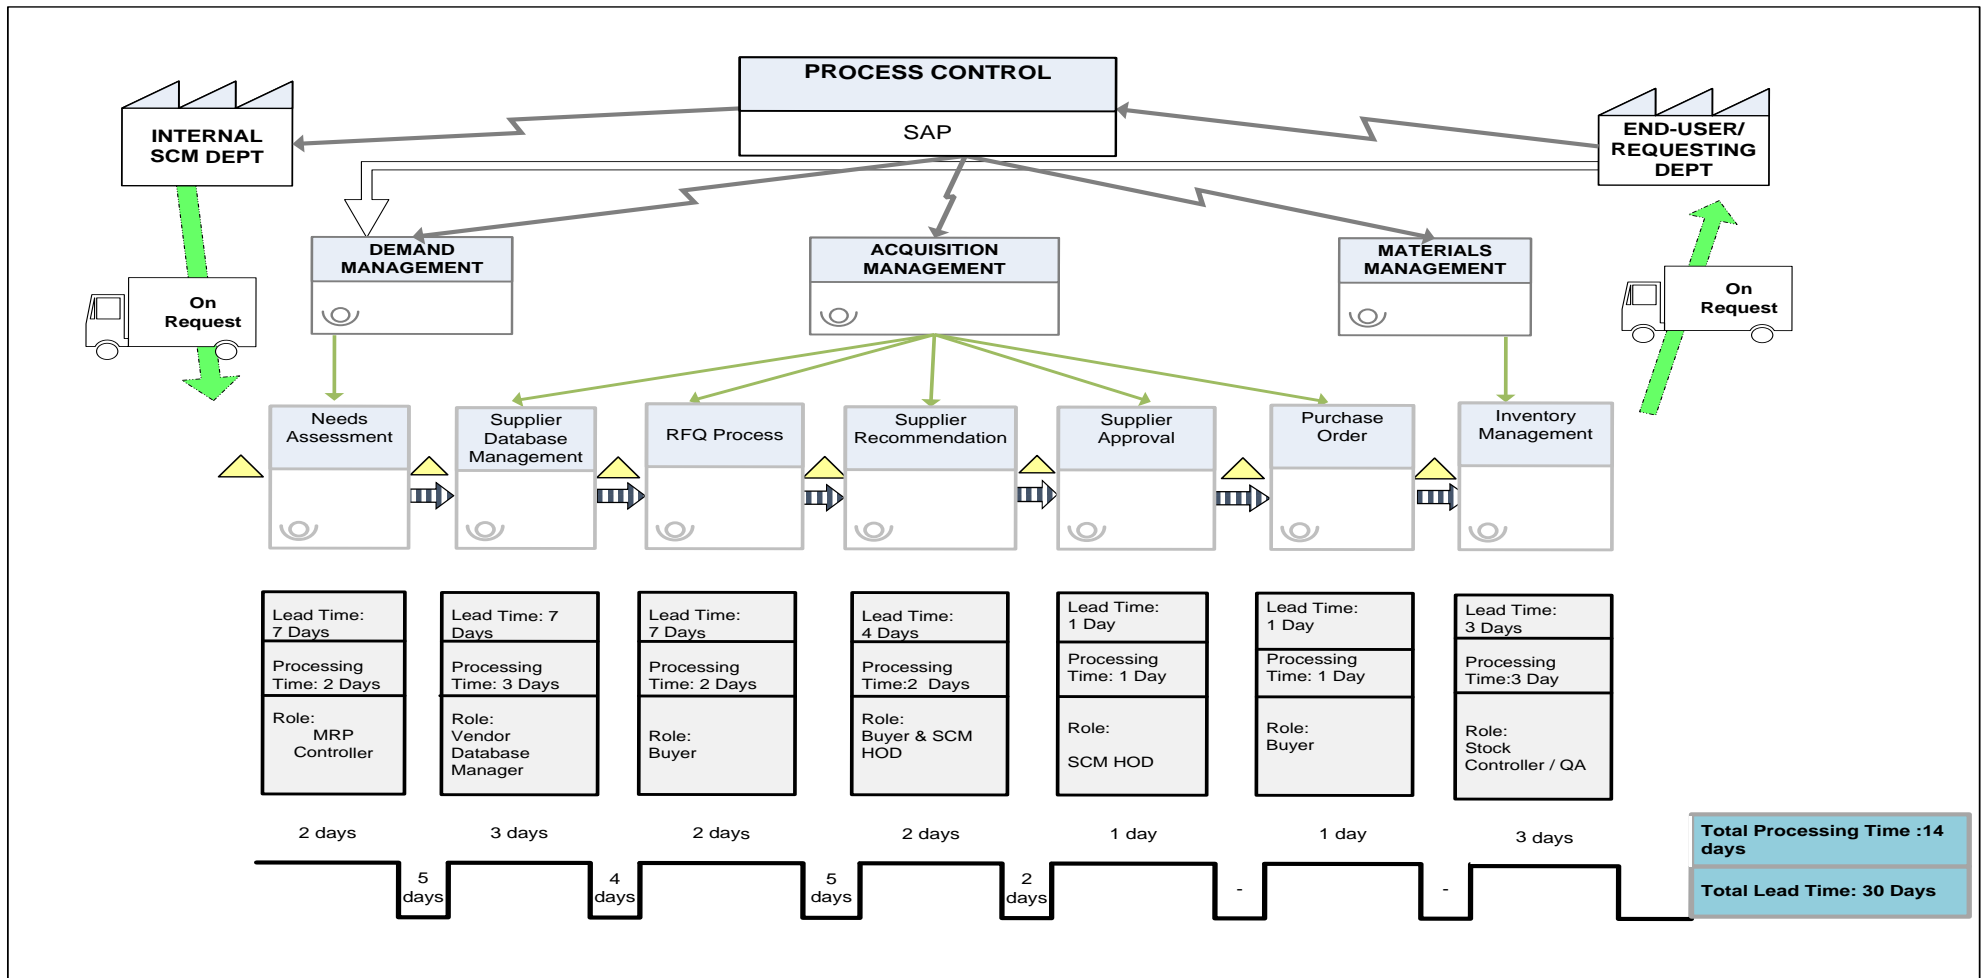 PROCESS CONTROL
SAP
INTERNAL
SCM DEPT
END-USER/
REQUESTING
DEPT
On
Request
DEMAND
MANAGEMENT
ACQUISITION
MANAGEMENT
MATERIALS
MANAGEMENT
On
Request
Needs
Assessment
Supplier
Database
Management
RFQ Process
Supplier
Recommendation
Supplier
Approval
Purchase
Order
Inventory
Management
Lead Time:
7 Days
Processing
Time: 2 Days
Role:
MRP
Controller
Lead Time: 7
Days
Processing
Time: 3 Days
Role:
Vendor
Database
Manager
Lead Time:
7 Days
Processing
Time: 2 Days
Role:
Buyer
Lead Time:
4 Days
Processing
Time:2  Days
Role:
Buyer & SCM
HOD
Lead Time:
1 Day
Processing
Time: 1 Day
Role:
SCM HOD
Lead Time:
1 Day
Processing
Time: 1 Day
Role:
Buyer
Lead Time:
3 Days
Processing
Time:3 Day
Role:
Stock
Controller / QA
2 days
3 days
2 days
2 days
1 day
1 day
3 days
5
days
4
days
5
days
2
days
-
-
Total Processing Time :14
days
Total Lead Time: 30 Days